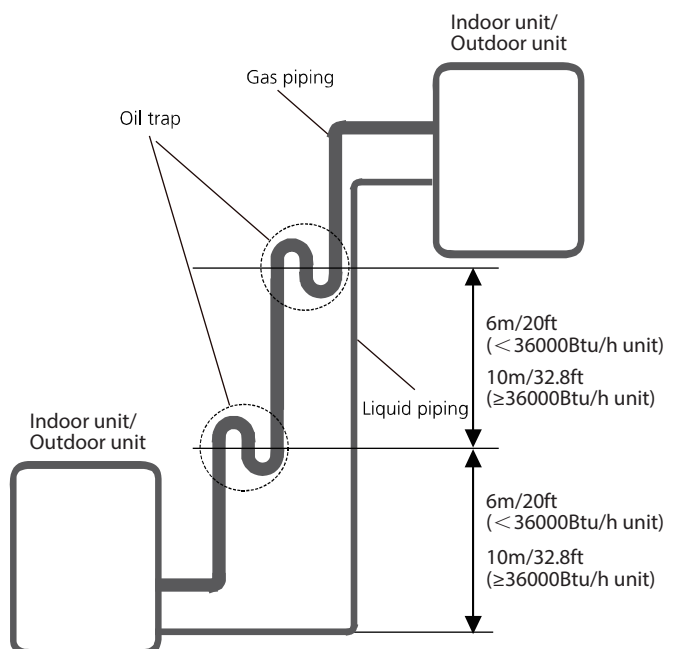 Indoor unit/
Outdoor unit
Gas piping
Oil trap
6m/20ft
(＜36000Btu/h unit)
10m/32.8ft
(≥36000Btu/h unit)
Liquid piping
Indoor unit/
Outdoor unit
6m/20ft
(＜36000Btu/h unit)
10m/32.8ft
(≥36000Btu/h unit)